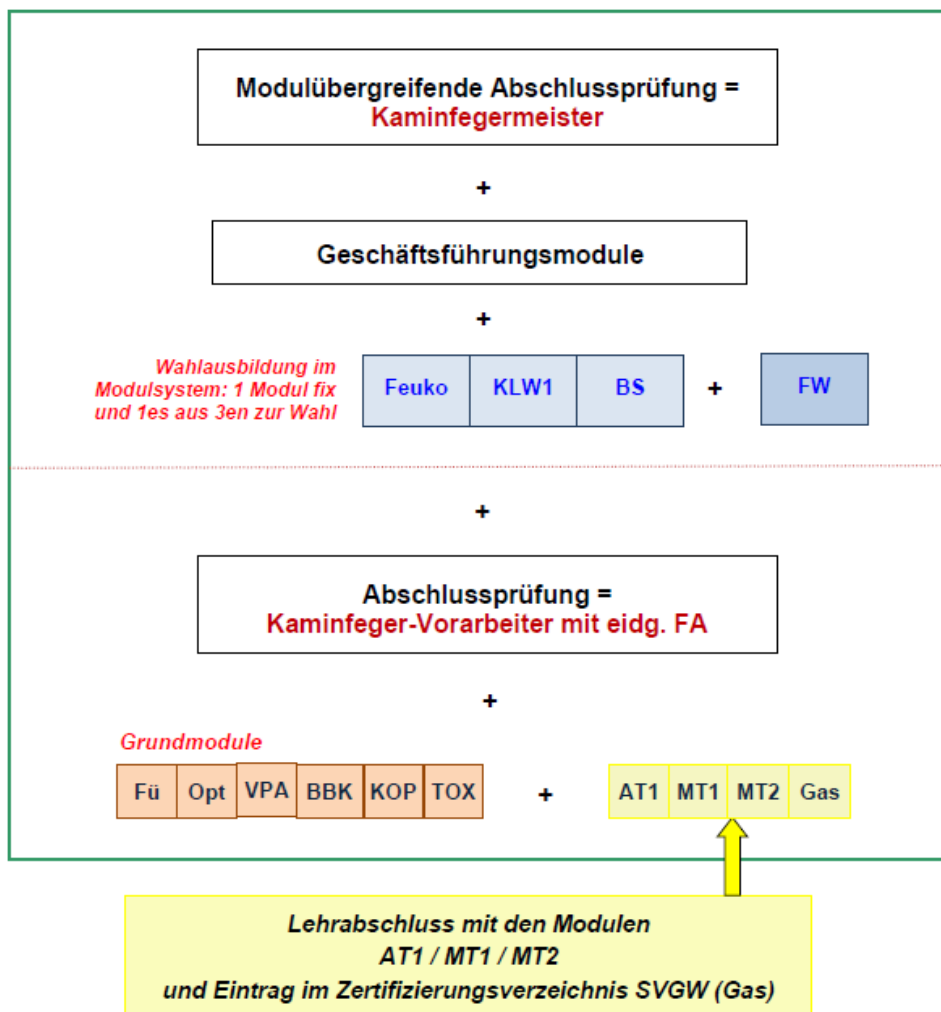 Modulübergreifende Abschlussprüfung =
Kaminfegermeister
+
Geschäftsführungsmodule
+
Wahlausbildung im
Modulsystem: 1 Modul fix
und 1es aus 3en zur Wahl
Feuko KLW1 BS + FW
+
Abschlussprüfung =
Kaminfeger-Vorarbeiter mit eidg. FA
+
Grundmodule
Fü Opt VPA BBK KOP TOX + AT1 MT1 MT2 Gas
Lehrabschluss mit den Modulen
AT1 / MT1 / MT2
und Eintrag im Zertifizierungsverzeichnis SVGW (Gas)